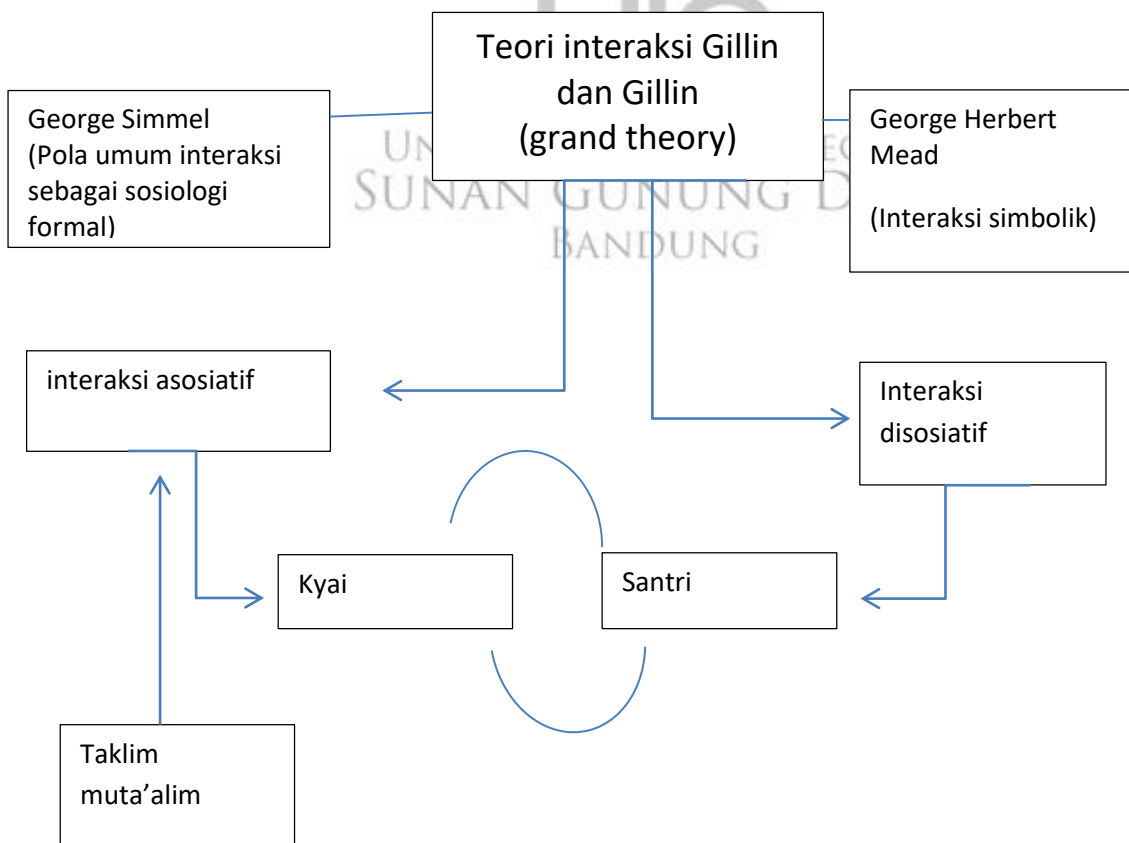 Teori interaksi Gillin
dan Gillin
(grand theory)
George Simmel
(Pola umum interaksi
sebagai sosiologi
formal)
George Herbert
Mead
(Interaksi simbolik)
SUNAN GUNUNG D
BANDUNG
interaksi asosiatif
Interaksi
disosiatif
Kyai
Santri
Taklim
muta’alim